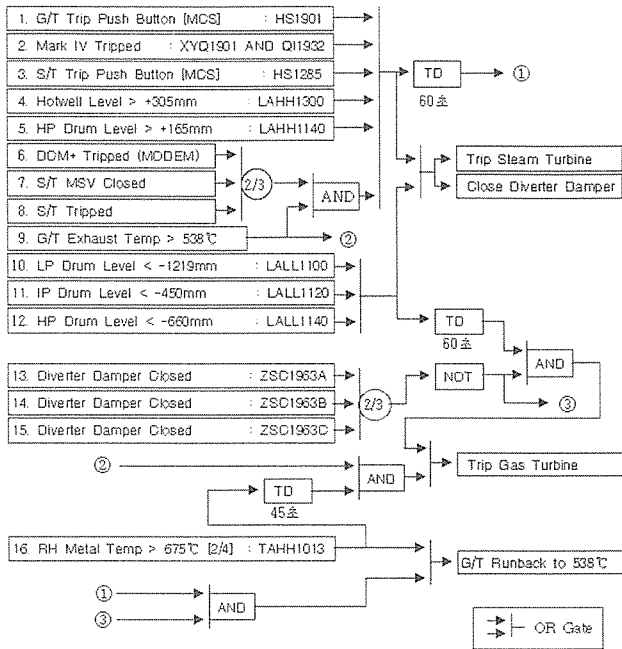 1. G/T Trip Push Button [MCS] : HS1901
2. Mark IV Tripped : XYQ1901 AND QI1932
3. S/T Trip Push Button [MCS] : HS1285
4. Hotwell Level > +305mm : LAHH1300
5. HP Drum Level > +165mm : LAHH1140
6. DCM+ Tripped (MODEM)
7. S/T MSV Closed
8. S/T Tripped
9. G/T Exhaust Temp > 538℃
10. LP Drum Level < -1219mm : LALL1100
11. IP Drum Level < -450mm : LALL1120
12. HP Drum Level < -660mm : LALL1140
13. Diverter Damper Closed : ZSC1963A
14. Diverter Damper Closed : ZSC1963B
15. Diverter Damper Closed : ZSC1963C
16. RH Metal Temp > 675℃ [2/4] : TAHH1013
TD
60초
①
2/3
AND
②
Trip Steam Turbine
Close Diverter Damper
TD
60초
AND
2/3
NOT
③
②
AND
TD
45초
Trip Gas Turbine
G/T Runback to 538℃
①
③
AND
OR Gate